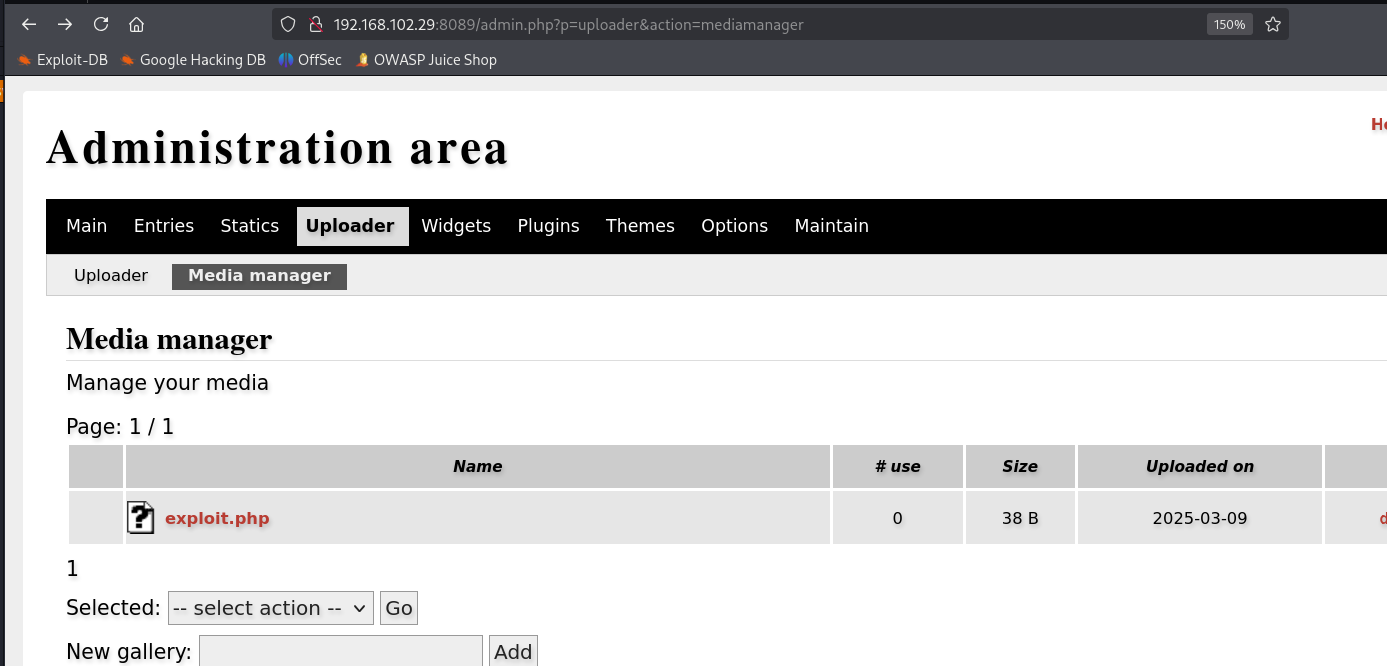 192.168.102.29:8089/admin.php?p=uploader&action=mediamanager 150%
Exploit-DB Google Hacking DB OffSec OWASP Juice Shop
Administration area
Main Entries Statics Uploader Widgets Plugins Themes Options Maintain
Uploader Media manager
Media manager
Manage your media
Page: 1 / 1
Name # use Size Uploaded on
exploit.php 0 38 B 2025-03-09
1
Selected: -- select action -- Go
New gallery: Add